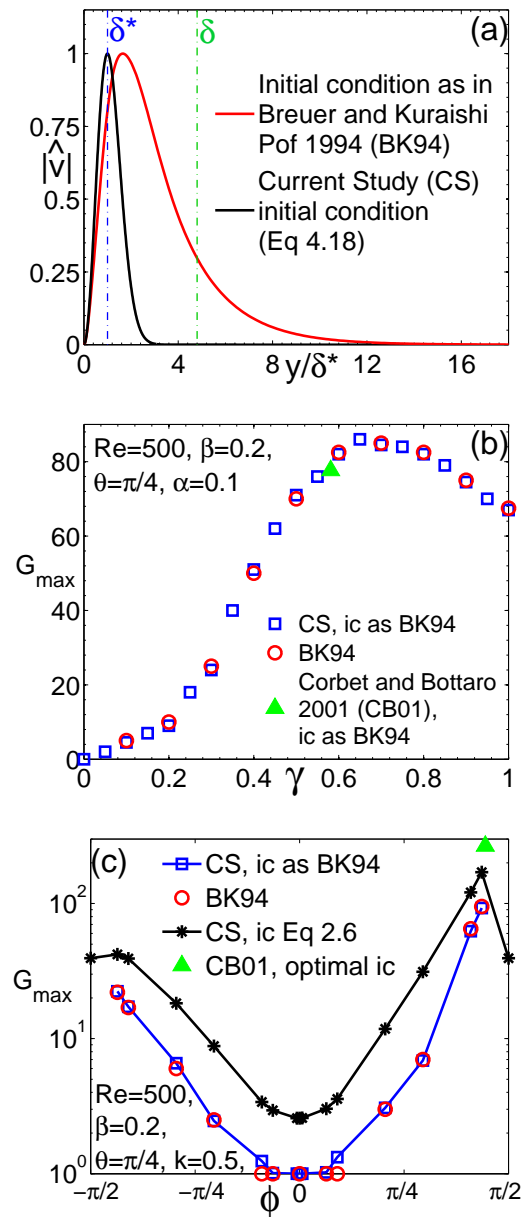 δ* δ (a)
1
0.75
0.5
0.25
0
|v̂|
Initial condition as in
Breuer and Kuraishi
Pof 1994 (BK94)
Current Study (CS)
initial condition
(Eq 4.18)
0 4 8 12 16
y/δ*
(b)
Re=500, β=0.2,
θ=π/4, α=0.1
80
60
40
20
0
G_max
CS, ic as BK94
BK94
Corbet and Bottaro
2001 (CB01),
ic as BK94
0 0.2 0.4 0.6 0.8 1
γ
(c)
CS, ic as BK94
BK94
CS, ic Eq 2.6
CB01, optimal ic
10²
10¹
10⁰
G_max
Re=500,
β=0.2,
θ=π/4, k=0.5,
−π/2 −π/4 0 π/4 π/2
ϕ